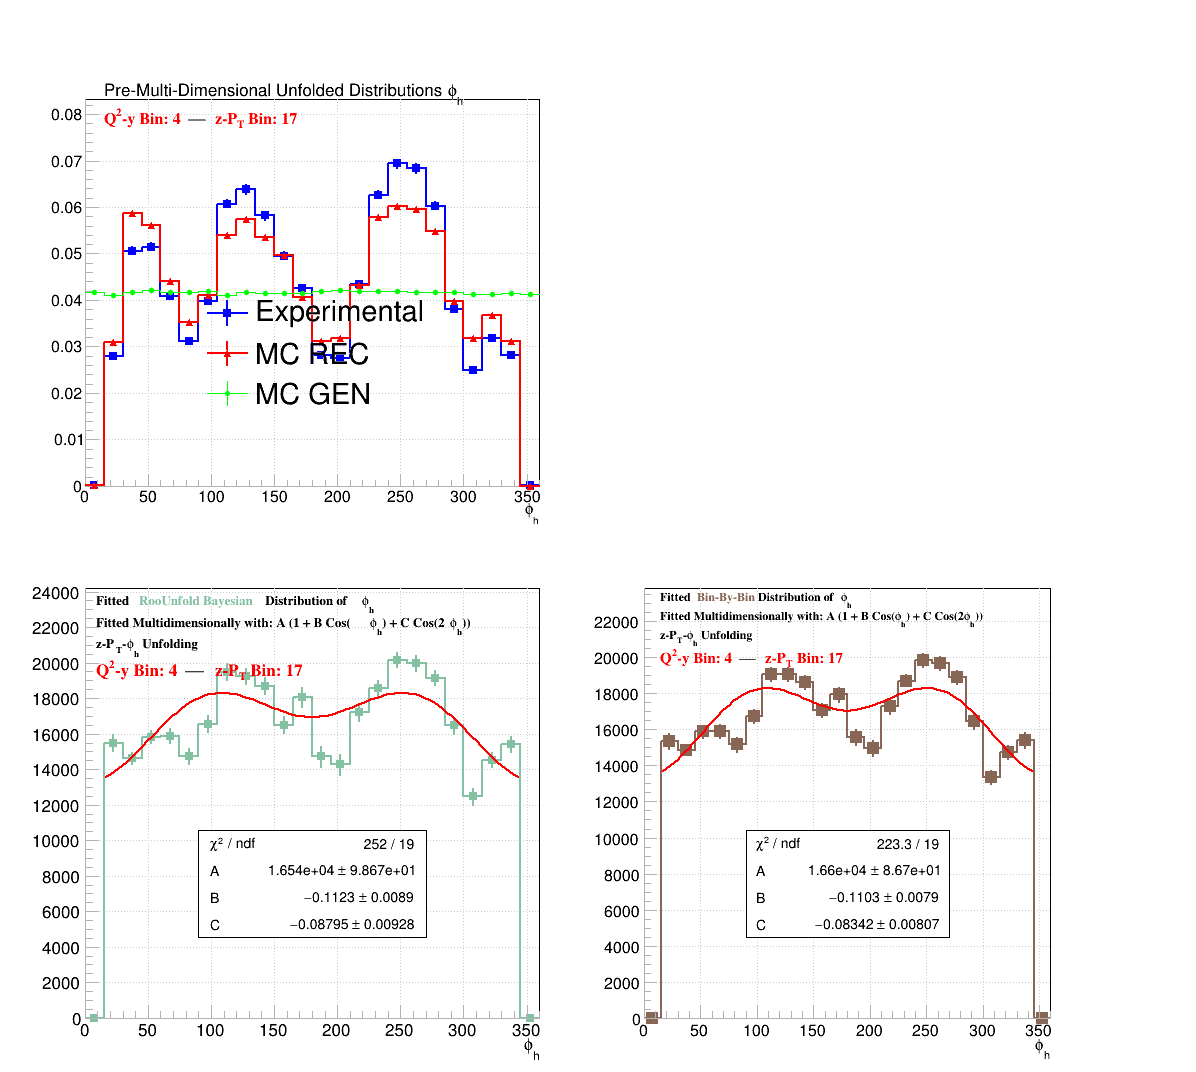 Pre-Multi-Dimensional Unfolded Distributions ϕh
Q2-y Bin: 4 — z-PT Bin: 17
0.08
0.07
0.06
0.05
0.04
0.03
0.02
0.01
0
Experimental
MC REC
MC GEN
0 50 100 150 200 250 300 350
ϕh
24000
22000
20000
18000
16000
14000
12000
10000
8000
6000
4000
2000
0
Fitted RooUnfold Bayesian Distribution of ϕh
Fitted Multidimensionally with: A (1 + B Cos( ϕh) + C Cos(2 ϕh))
z-PT-ϕh Unfolding
Q2-y Bin: 4 — z-PT Bin: 17
χ2 / ndf 252 / 19
A 1.654e+04 ± 9.867e+01
B −0.1123 ± 0.0089
C −0.08795 ± 0.00928
0 50 100 150 200 250 300 350
ϕh
22000
20000
18000
16000
14000
12000
10000
8000
6000
4000
2000
0
Fitted Bin-By-Bin Distribution of ϕh
Fitted Multidimensionally with: A (1 + B Cos(ϕh) + C Cos(2ϕh))
z-PT-ϕh Unfolding
Q2-y Bin: 4 — z-PT Bin: 17
χ2 / ndf 223.3 / 19
A 1.66e+04 ± 8.67e+01
B −0.1103 ± 0.0079
C −0.08342 ± 0.00807
0 50 100 150 200 250 300 350
ϕh